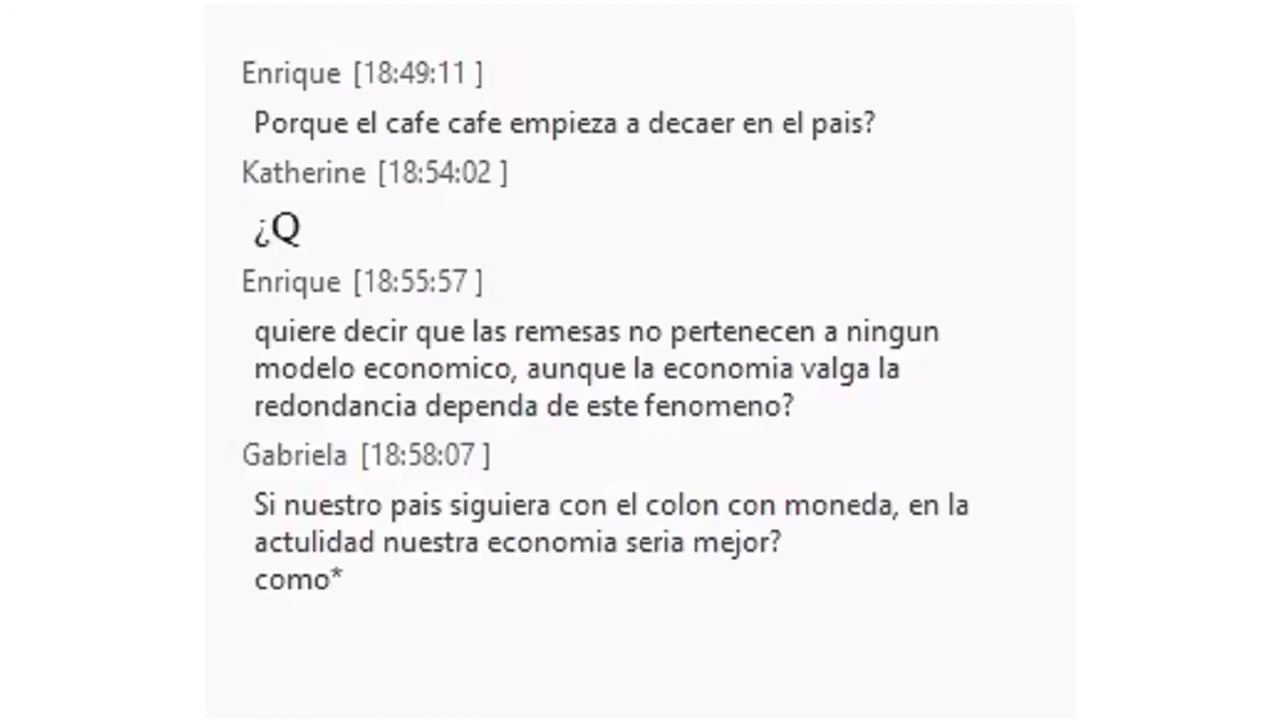 Enrique [18:49:11 ]
Porque el cafe cafe empieza a decaer en el pais?
Katherine [18:54:02 ]
¿Q
Enrique [18:55:57 ]
quiere decir que las remesas no pertenecen a ningun
modelo economico, aunque la economia valga la
redondancia dependa de este fenomeno?
Gabriela [18:58:07 ]
Si nuestro pais siguiera con el colon con moneda, en la
actulidad nuestra economia seria mejor?
como*